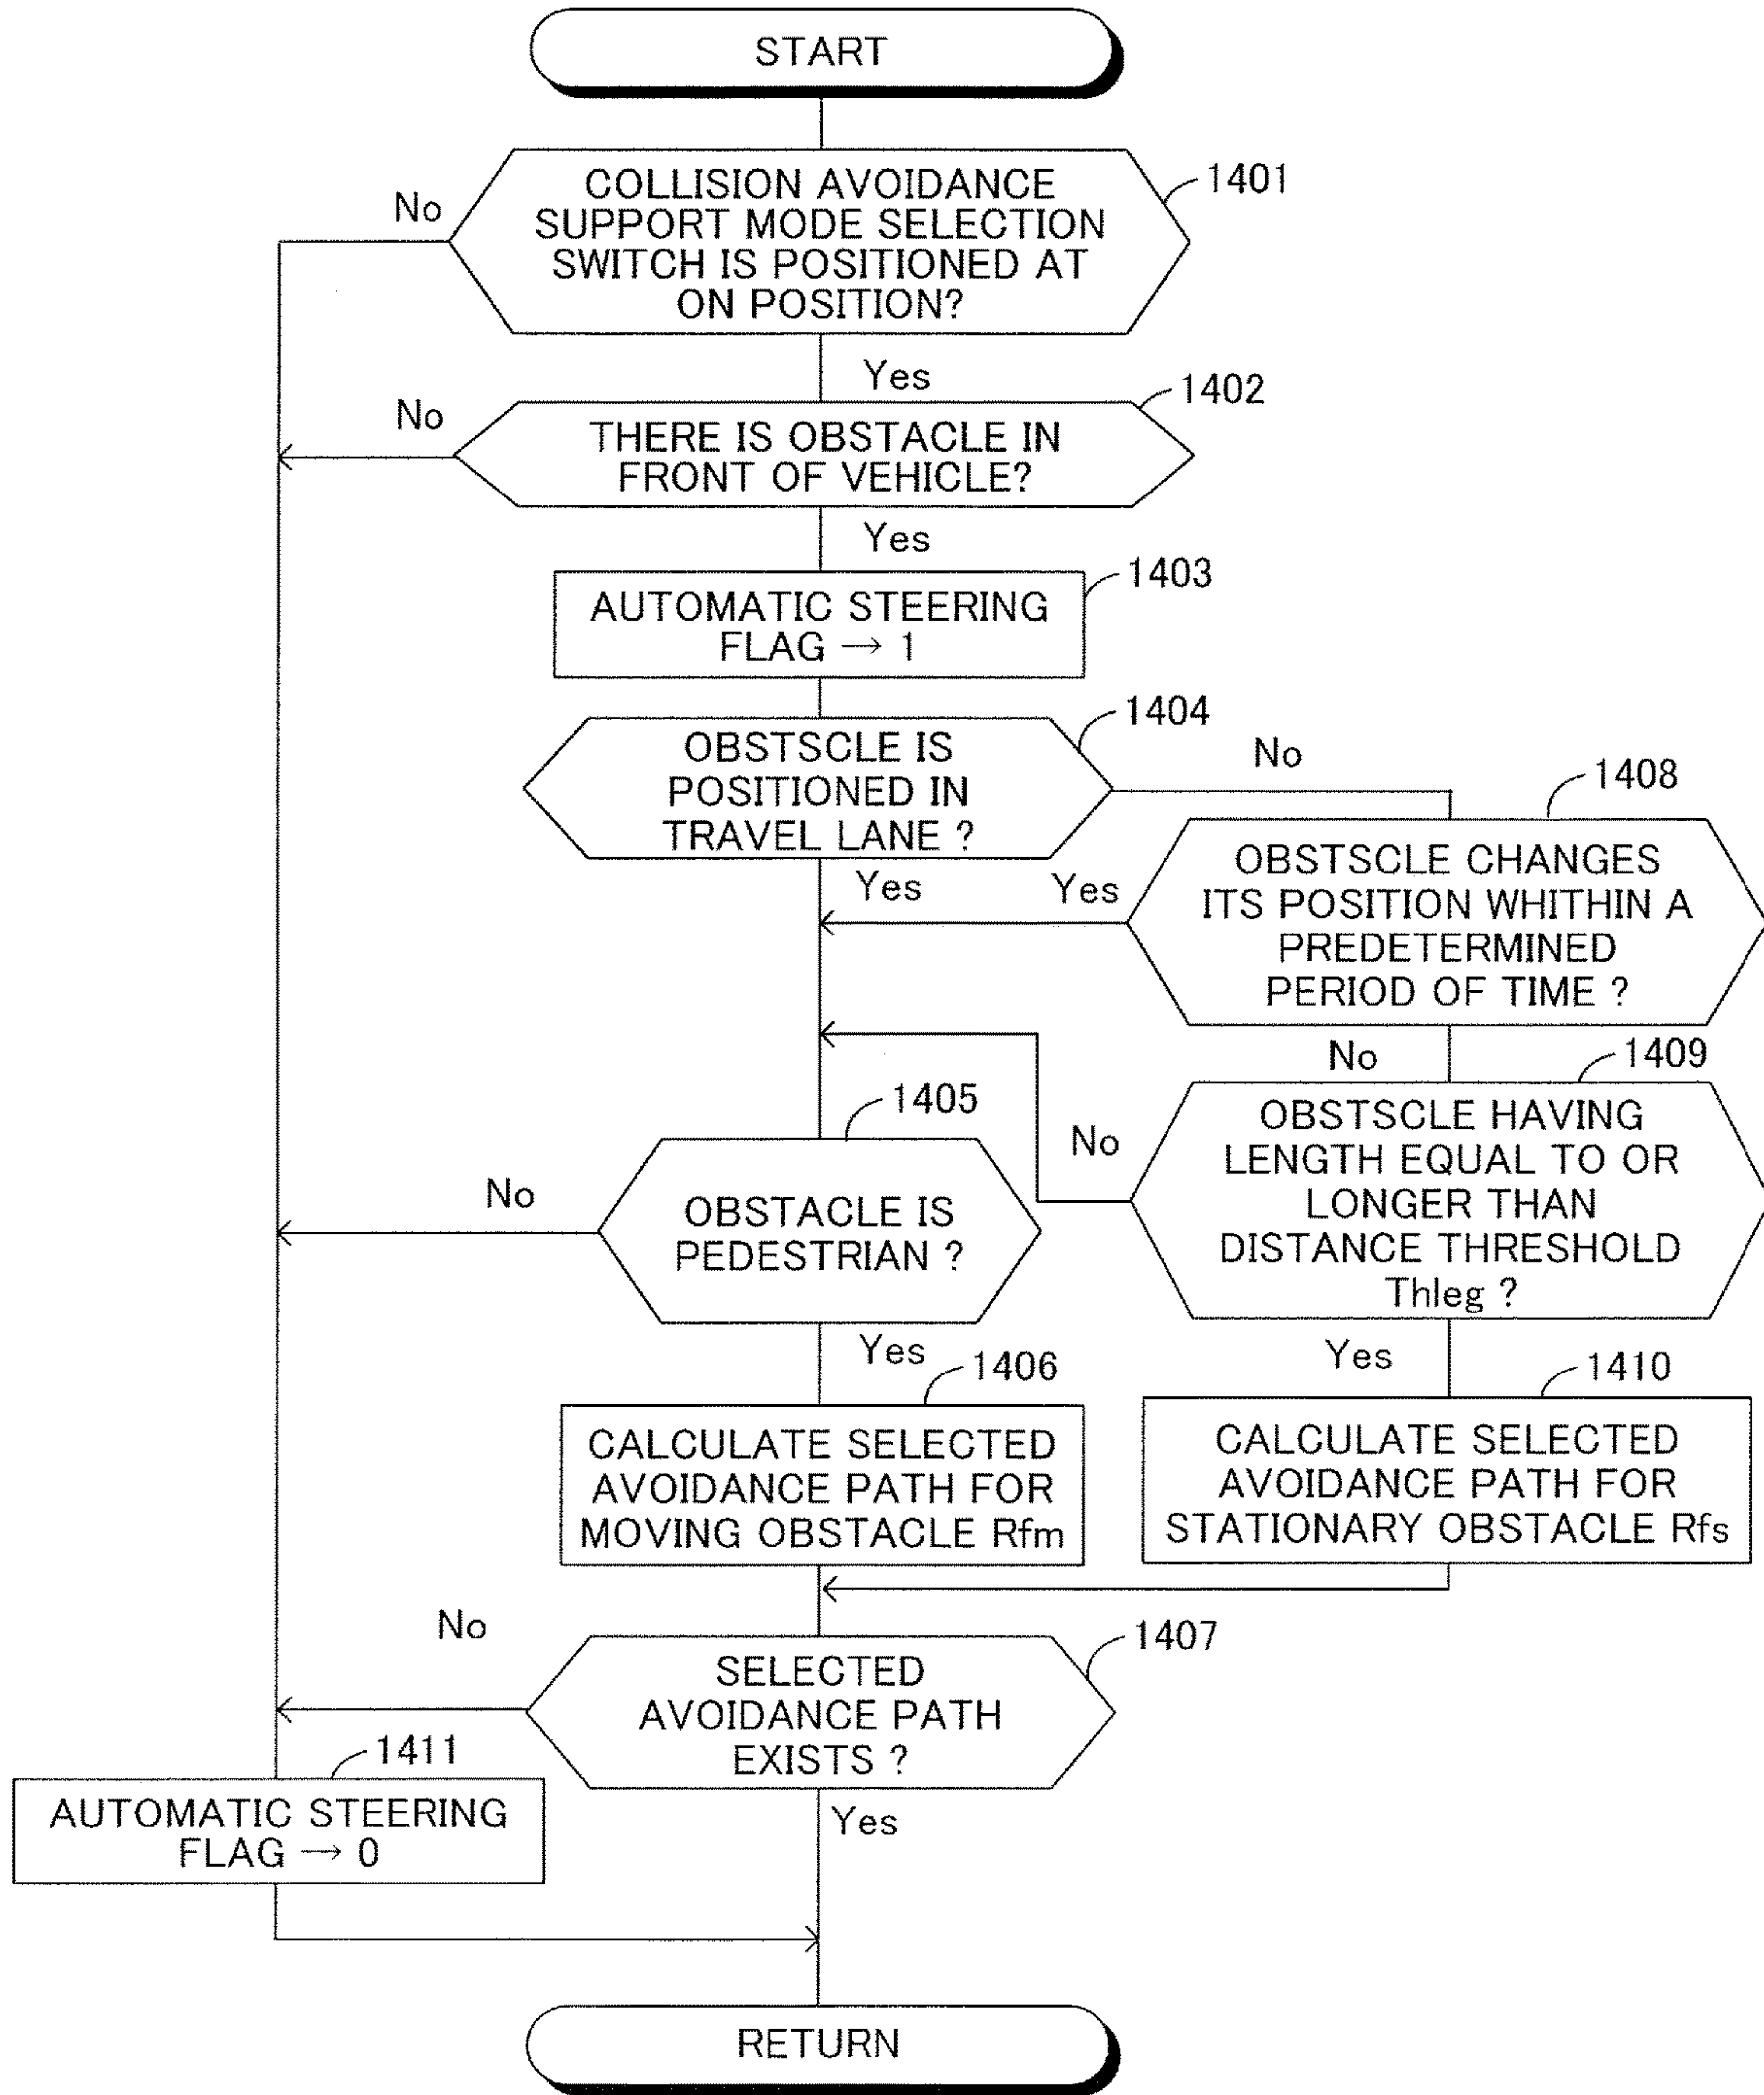 START
COLLISION AVOIDANCE
SUPPORT MODE SELECTION
SWITCH IS POSITIONED AT
ON POSITION?
1401
No
Yes
1402
No
THERE IS OBSTACLE IN
FRONT OF VEHICLE?
Yes
1403
AUTOMATIC STEERING
FLAG → 1
1404
OBSTSCLE IS
POSITIONED IN
TRAVEL LANE ?
No
Yes
1408
OBSTSCLE CHANGES
ITS POSITION WHITHIN A
PREDETERMINED
PERIOD OF TIME ?
Yes
No
1409
OBSTSCLE HAVING
LENGTH EQUAL TO OR
LONGER THAN
DISTANCE THRESHOLD
Thleg ?
No
Yes
1405
OBSTACLE IS
PEDESTRIAN ?
No
Yes
1406
CALCULATE SELECTED
AVOIDANCE PATH FOR
MOVING OBSTACLE Rfm
1410
CALCULATE SELECTED
AVOIDANCE PATH FOR
STATIONARY OBSTACLE Rfs
1407
SELECTED
AVOIDANCE PATH
EXISTS ?
No
Yes
1411
AUTOMATIC STEERING
FLAG → 0
RETURN